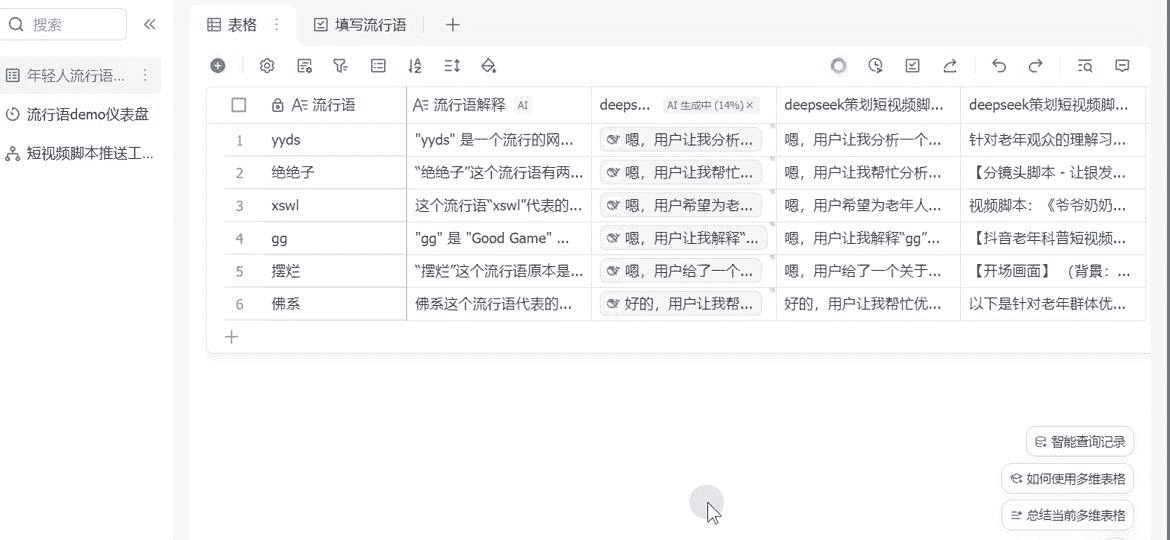 搜索
表格
填写流行语
年轻人流行语...
流行语demo仪表盘
短视频脚本推送工...
流行语 流行语解释 AI deeps... AI 生成中 (14%) × deepseek策划短视频脚... deepseek策划短视频脚...
1 yyds "yyds" 是一个流行的网... 嗯，用户让我分析... 嗯，用户让我分析一个... 针对老年观众的理解习...
2 绝绝子 “绝绝子”这个流行语有两... 嗯，用户让我帮忙... 嗯，用户让我帮忙分析... 【分镜头脚本 - 让银发...
3 xswl 这个流行语“xswl”代表的... 嗯，用户希望为老... 嗯，用户希望为老年人... 视频脚本：《爷爷奶奶...
4 gg "gg" 是 "Good Game" ... 嗯，用户让我解释“... 嗯，用户让我解释“gg”... 【抖音老年科普短视频...
5 摆烂 “摆烂”这个流行语原本是... 嗯，用户给了一个... 嗯，用户给了一个关于... 【开场画面】 （背景：...
6 佛系 佛系这个流行语代表的... 好的，用户让我帮... 好的，用户让我帮忙优... 以下是针对老年群体优...
智能查询记录
如何使用多维表格
总结当前多维表格